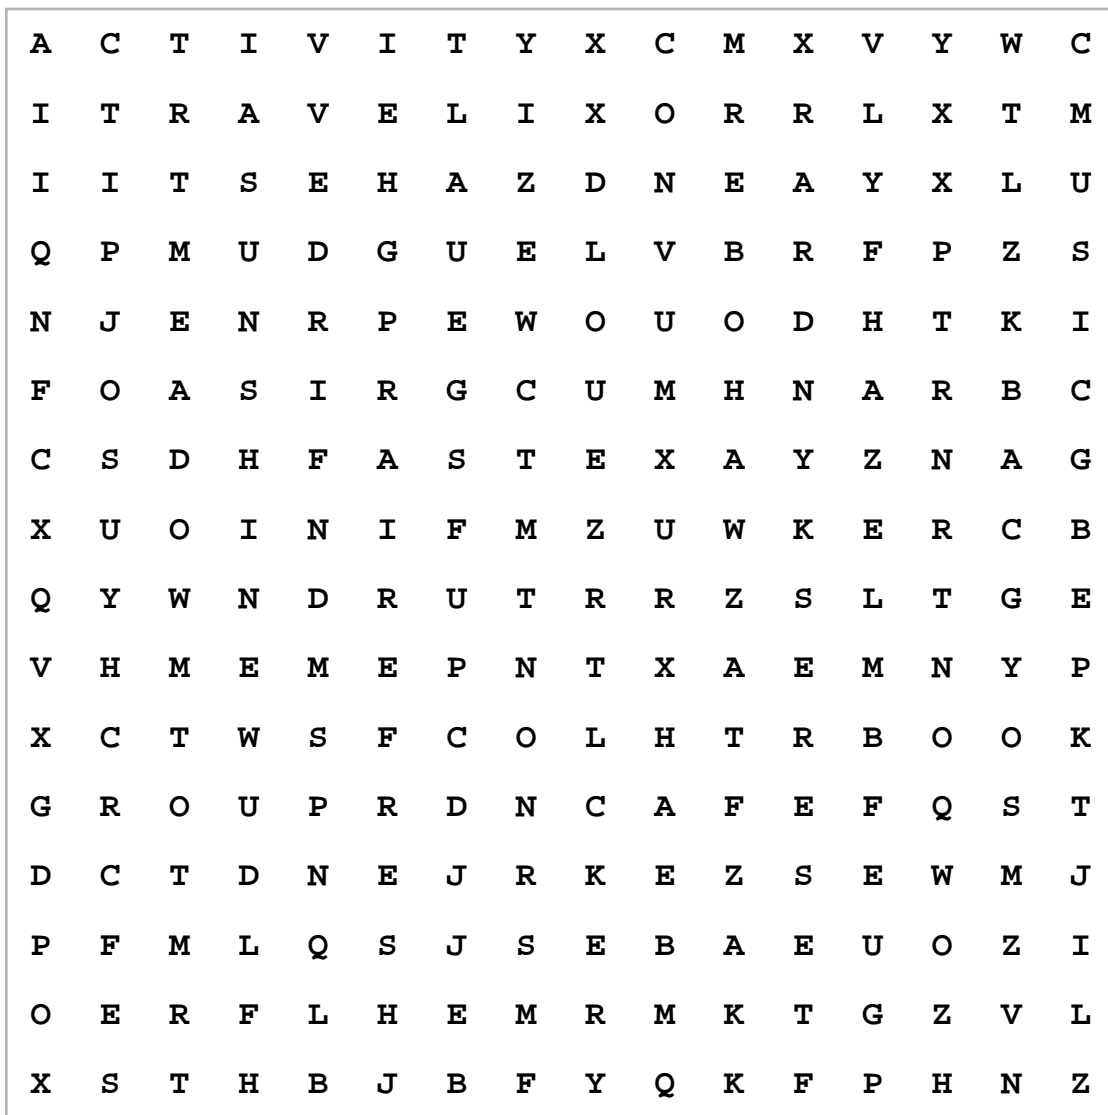 A C T I V I T Y X C M X V Y W C
I T R A V E L I X O R R L X T M
I I T S E H A Z D N E A Y X L U
Q P M U D G U E L V B R F P Z S
N J E N R P E W O U O D H T K I
F O A S I R G C U M H N A R B C
C S D H F A S T E X A Y Z N A G
X U O I N I F M Z U W K E R C B
Q Y W N D R U T R R Z S L T G E
V H M E M E P N T X A E M N Y P
X C T W S F C O L H T R B O O K
G R O U P R D N C A F E F Q S T
D C T D N E J R K E Z S E W M J
P F M L Q S J S E B A E U O Z I
O E R F L H E M R M K T G Z V L
X S T H B J B F Y Q K F P H N Z